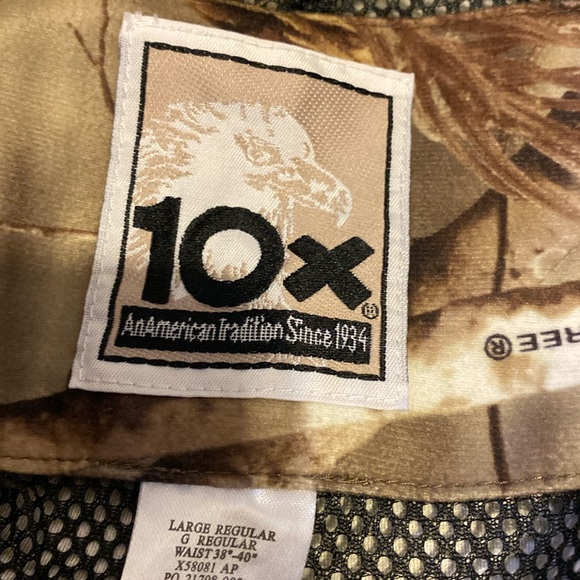 10x®
An American Tradition Since 1934
REE®
LARGE REGULAR
G REGULAR
WAIST 38"-40"
X58081 AP